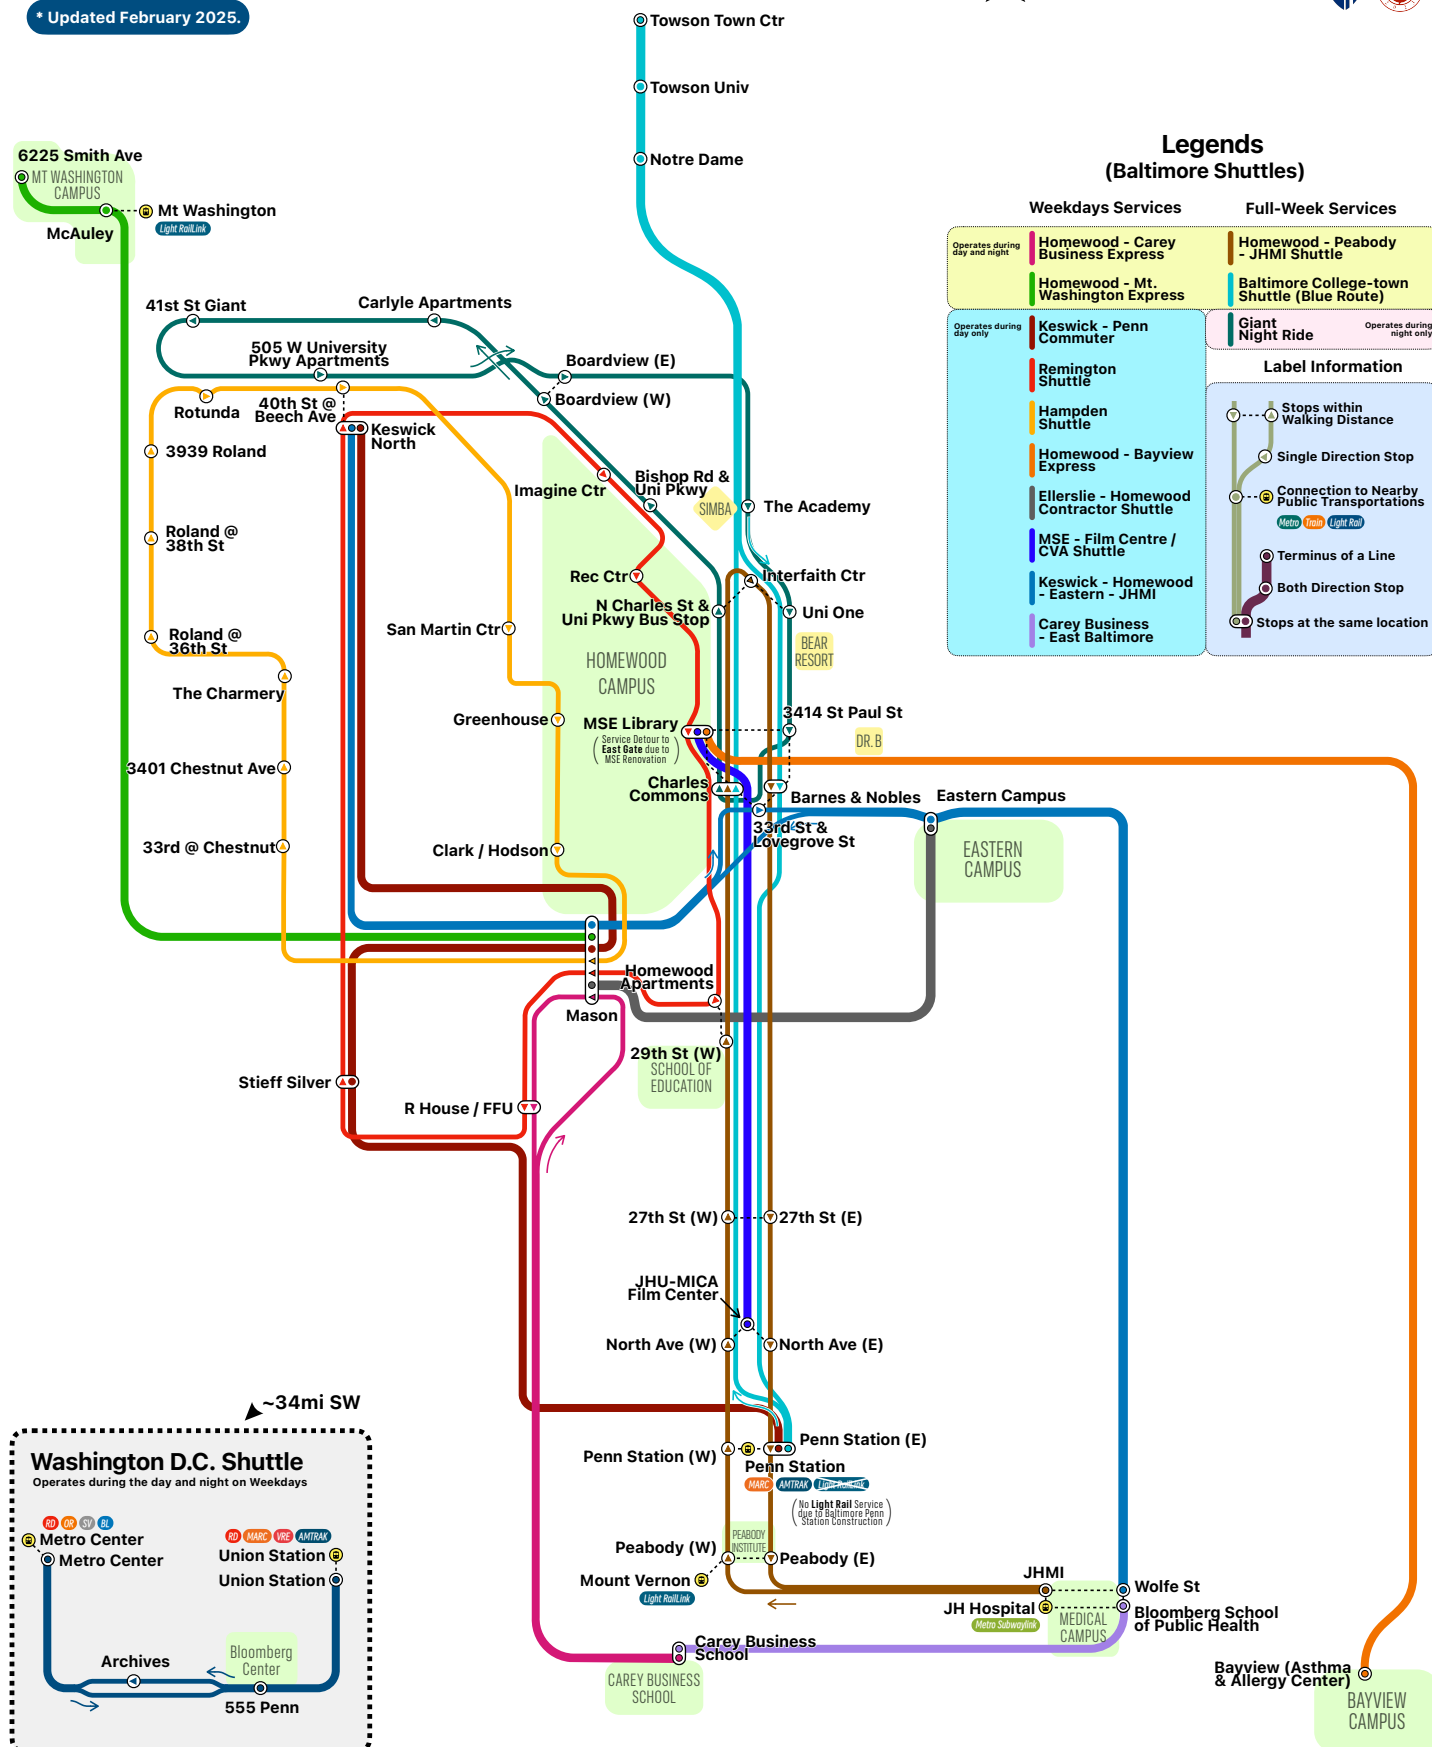 * Updated February 2025.
Towson Town Ctr
Towson Univ
Notre Dame
6225 Smith Ave
MT WASHINGTON
CAMPUS
McAuley
Mt Washington
Light RailLink
41st St Giant
Carlyle Apartments
505 W University
Pkwy Apartments
Boardview (E)
Boardview (W)
Rotunda
40th St @
Beech Ave
Keswick
North
3939 Roland
Imagine Ctr
Bishop Rd &
Uni Pkwy
SIMBA
The Academy
Roland @
38th St
Rec Ctr
Interfaith Ctr
N Charles St &
Uni Pkwy Bus Stop
Uni One
San Martin Ctr
Roland @
36th St
BEAR
RESORT
HOMEWOOD
CAMPUS
The Charmery
Greenhouse
MSE Library
Service Detour to
East Gate due to
MSE Renovation
3414 St Paul St
DR. B
3401 Chestnut Ave
Charles
Commons
Barnes & Nobles
Eastern Campus
33rd St &
Lovegrove St
33rd @ Chestnut
Clark / Hodson
EASTERN
CAMPUS
Homewood
Apartments
Mason
29th St (W)
SCHOOL OF
EDUCATION
Stieff Silver
R House / FFU
27th St (W)
27th St (E)
JHU-MICA
Film Center
North Ave (W)
North Ave (E)
Penn Station (W)
Penn Station (E)
Penn Station
MARC
AMTRAK
Light RailLink
No Light Rail Service
due to Baltimore Penn
Station Construction
Peabody (W)
PEABODY
INSTITUTE
Peabody (E)
Mount Vernon
Light RailLink
JHMI
Wolfe St
JH Hospital
Metro Subwaylink
MEDICAL
CAMPUS
Bloomberg School
of Public Health
Carey Business
School
CAREY BUSINESS
SCHOOL
Bayview (Asthma
& Allergy Center)
BAYVIEW
CAMPUS
Legends
(Baltimore Shuttles)
Weekdays Services
Full-Week Services
Operates during
day and night
Homewood - Carey
Business Express
Homewood - Mt.
Washington Express
Homewood - Peabody
- JHMI Shuttle
Baltimore College-town
Shuttle (Blue Route)
Operates during
day only
Keswick - Penn
Commuter
Giant
Night Ride
Operates during
night only
Remington
Shuttle
Hampden
Shuttle
Homewood - Bayview
Express
Ellerslie - Homewood
Contractor Shuttle
MSE - Film Centre /
CVA Shuttle
Keswick - Homewood
- Eastern - JHMI
Carey Business
- East Baltimore
Label Information
Stops within
Walking Distance
Single Direction Stop
Connection to Nearby
Public Transportations
Metro
Train
Light Rail
Terminus of a Line
Both Direction Stop
Stops at the same location
~34mi SW
Washington D.C. Shuttle
Operates during the day and night on Weekdays
RD
OR
SV
BL
Metro Center
Metro Center
RD
MARC
VRE
AMTRAK
Union Station
Union Station
Archives
Bloomberg
Center
555 Penn